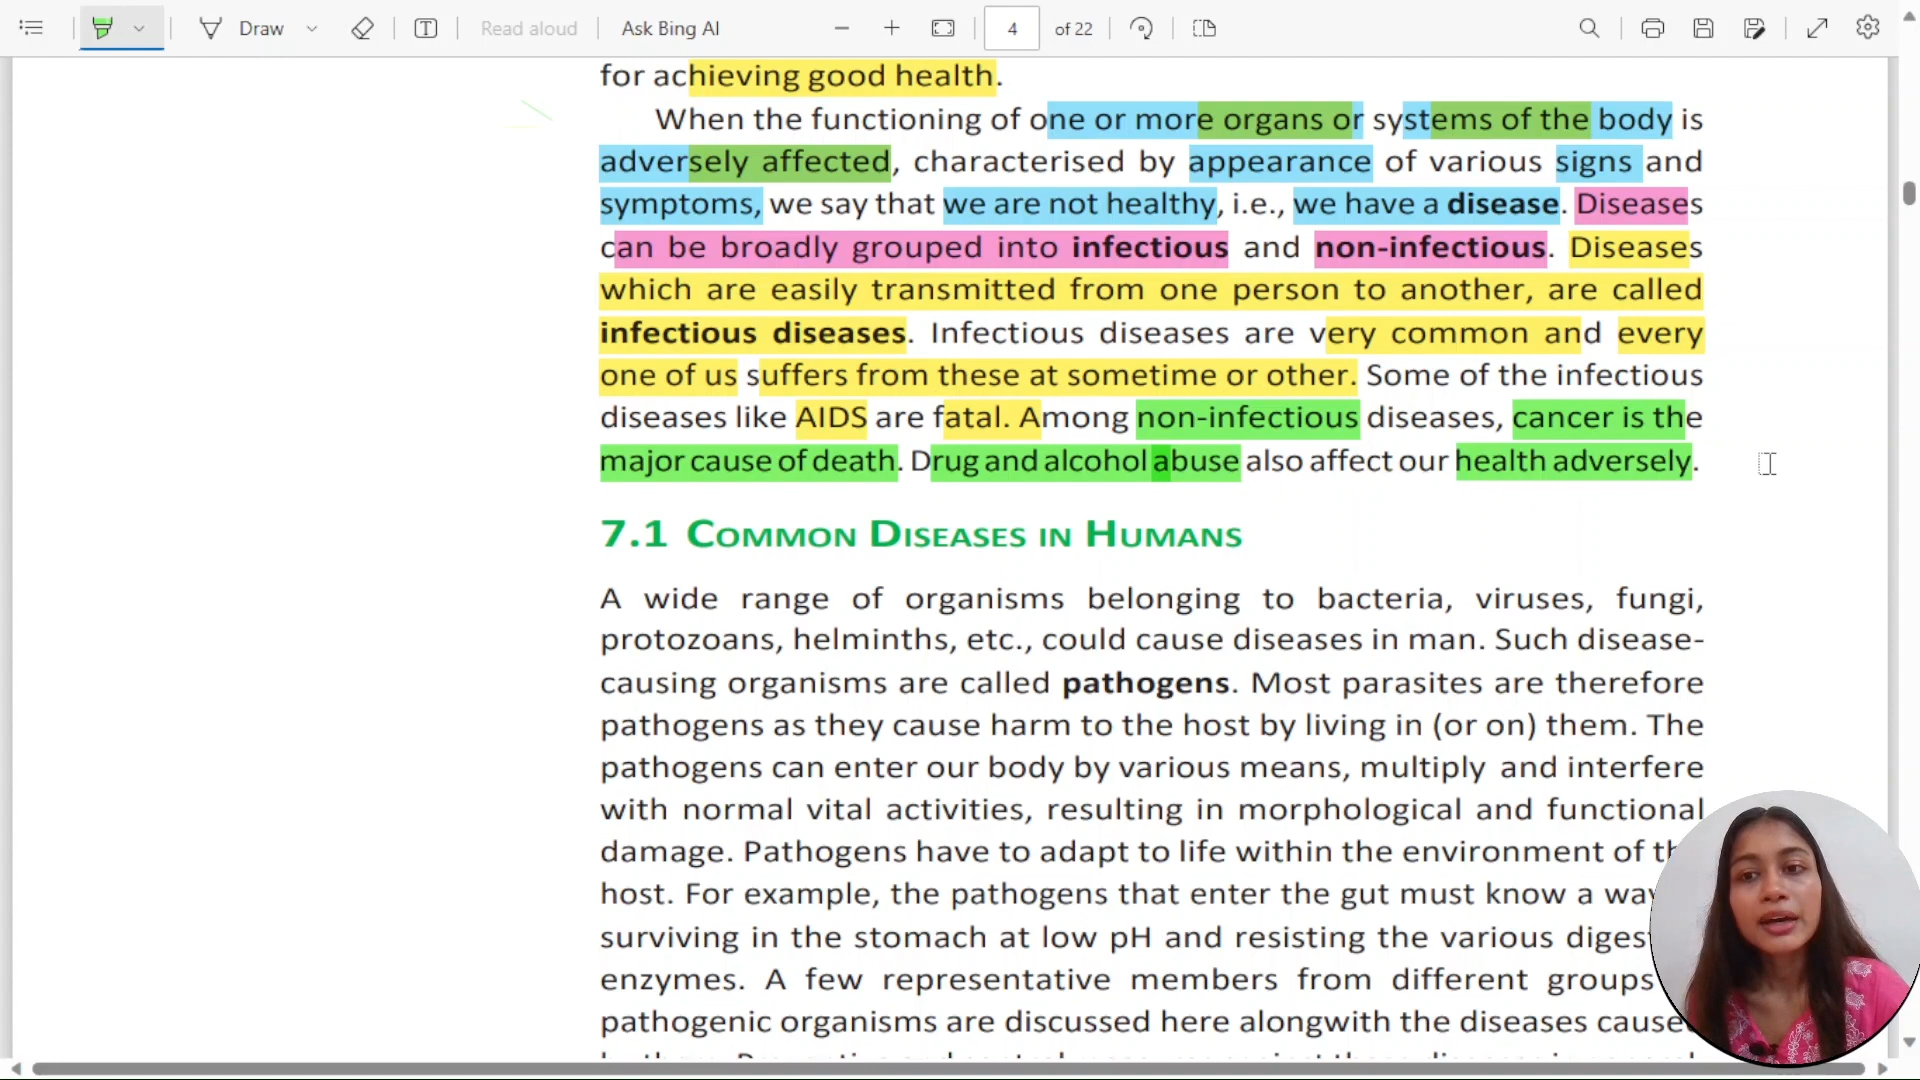 Draw
Read aloud
Ask Bing AI
4
of 22
for achieving good health.
When the functioning of one or more organs or systems of the body is
adversely affected, characterised by appearance of various signs and
symptoms, we say that we are not healthy, i.e., we have a disease. Diseases
can be broadly grouped into infectious and non-infectious. Diseases
which are easily transmitted from one person to another, are called
infectious diseases. Infectious diseases are very common and every
one of us suffers from these at sometime or other. Some of the infectious
diseases like AIDS are fatal. Among non-infectious diseases, cancer is the
major cause of death. Drug and alcohol abuse also affect our health adversely.
7.1 COMMON DISEASES IN HUMANS
A wide range of organisms belonging to bacteria, viruses, fungi,
protozoans, helminths, etc., could cause diseases in man. Such disease-
causing organisms are called pathogens. Most parasites are therefore
pathogens as they cause harm to the host by living in (or on) them. The
pathogens can enter our body by various means, multiply and interfere
with normal vital activities, resulting in morphological and functional
damage. Pathogens have to adapt to life within the environment of
host. For example, the pathogens that enter the gut must know a
surviving in the stomach at low pH and resisting the various
enzymes. A few representative members from different groups
pathogenic organisms are discussed here alongwith the diseases